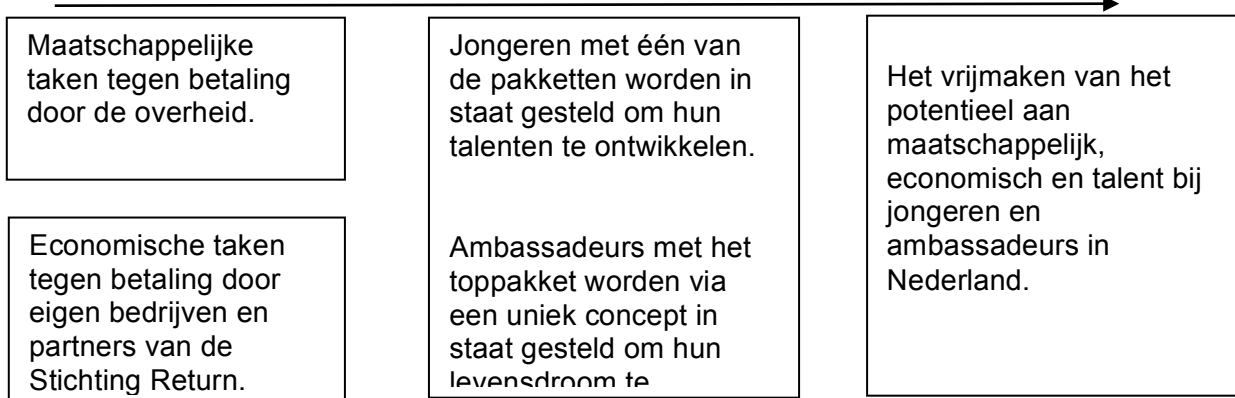 Maatschappelijke
taken tegen betaling
door de overheid.
Economische taken
tegen betaling door
eigen bedrijven en
partners van de
Stichting Return.
Jongeren met één van
de pakketten worden in
staat gesteld om hun
talenten te ontwikkelen.
Ambassadeurs met het
toppakket worden via
een uniek concept in
staat gesteld om hun
levensdroom te
Het vrijmaken van het
potentieel aan
maatschappelijk,
economisch en talent bij
jongeren en
ambassadeurs in
Nederland.